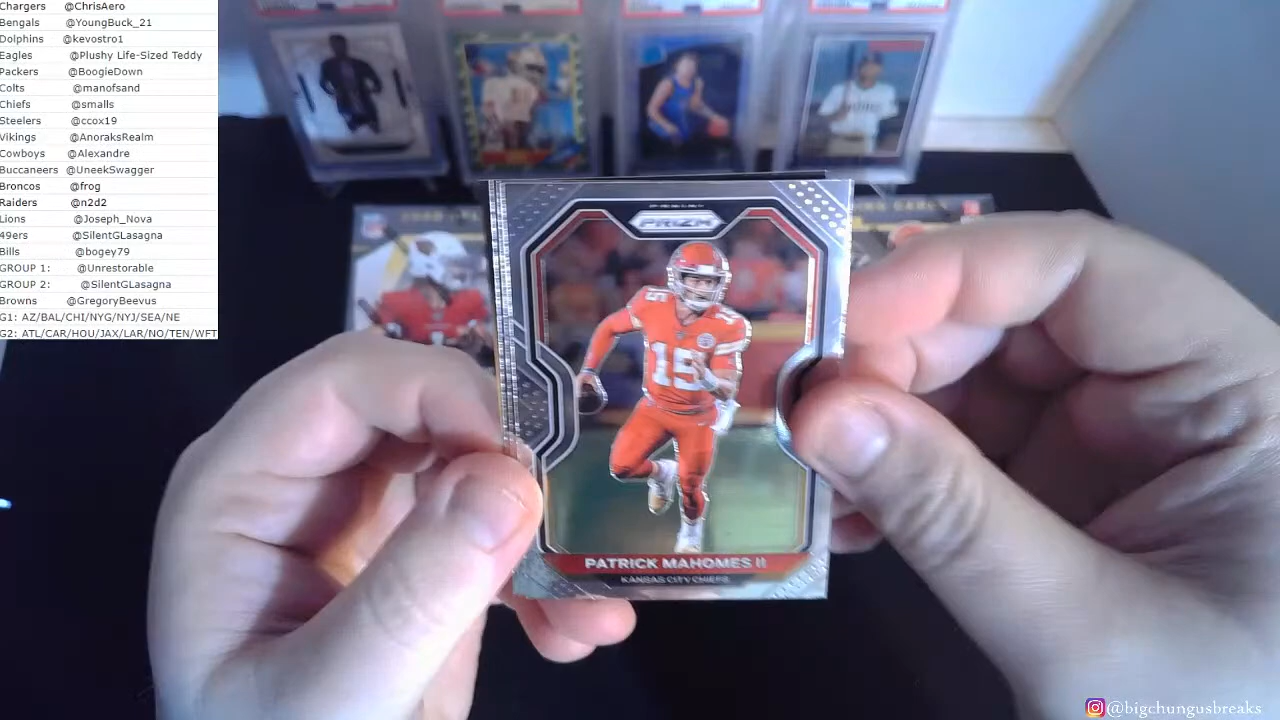 Chargers @ChrisAero
Bengals @YoungBuck_21
Dolphins @kevostro1
Eagles @Plushy Life-Sized Teddy
Packers @BoogieDown
Colts @manofsand
Chiefs @smalls
Steelers @ccox19
Vikings @AnoraksRealm
Cowboys @Alexandre
Buccaneers @UneekSwagger
Broncos @frog
Raiders @n2d2
Lions @Joseph_Nova
49ers @SilentGLasagna
Bills @bogey79
GROUP 1: @Unrestorable
GROUP 2: @SilentGLasagna
Browns @GregoryBeevus
G1: AZ/BAL/CHI/NYG/NYJ/SEA/NE
G2: ATL/CAR/HOU/JAX/LAR/NO/TEN/WFT
PRIZM
15
15
PATRICK MAHOMES II
KANSAS CITY CHIEFS
@bigchungusbreaks